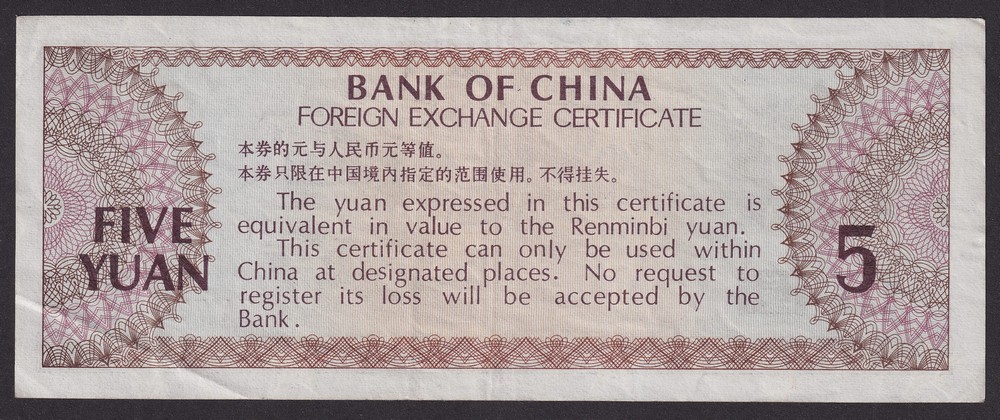 BANK OF CHINA
FOREIGN EXCHANGE CERTIFICATE
本券的元与人民币元等值。
本券只限在中国境内指定的范围使用。不得挂失。
The yuan expressed in this certificate is
equivalent in value to the Renminbi yuan.
This certificate can only be used within
China at designated places. No request to
register its loss will be accepted by the
Bank.
FIVE
YUAN
5